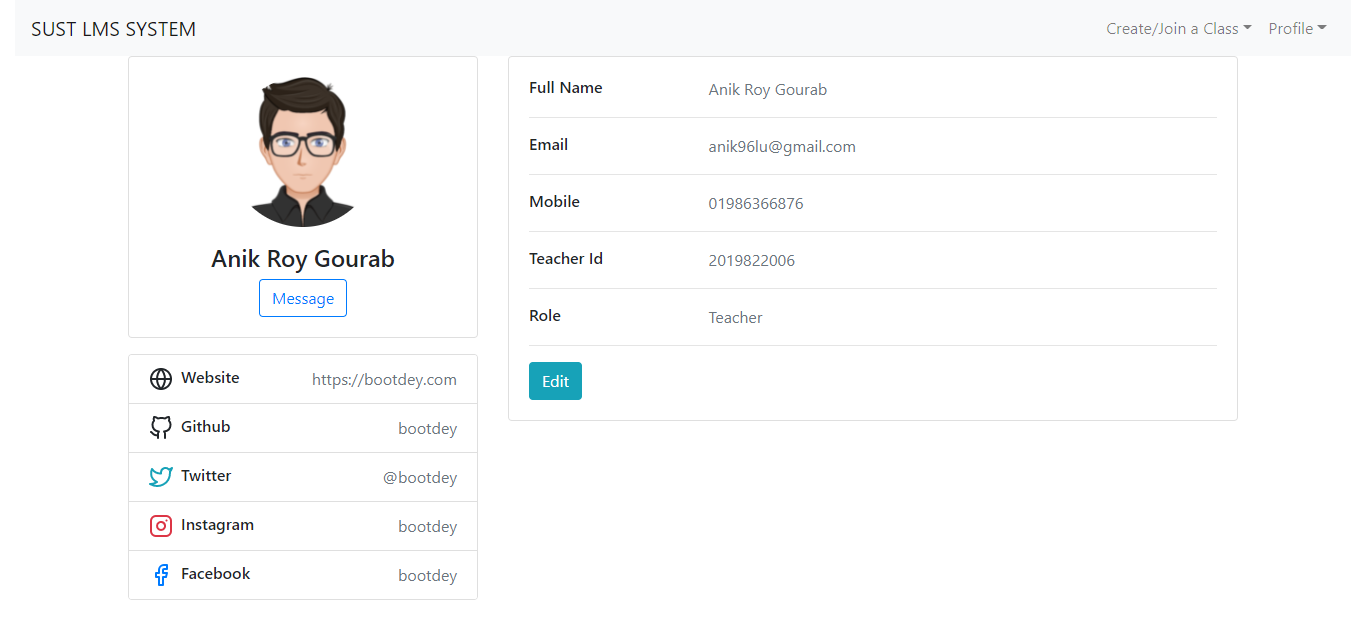 SUST LMS SYSTEM
Create/Join a Class
Profile
Anik Roy Gourab
Message
Website https://bootdey.com
Github bootdey
Twitter @bootdey
Instagram bootdey
Facebook bootdey
Full Name Anik Roy Gourab
Email anik96lu@gmail.com
Mobile 01986366876
Teacher Id 2019822006
Role Teacher
Edit